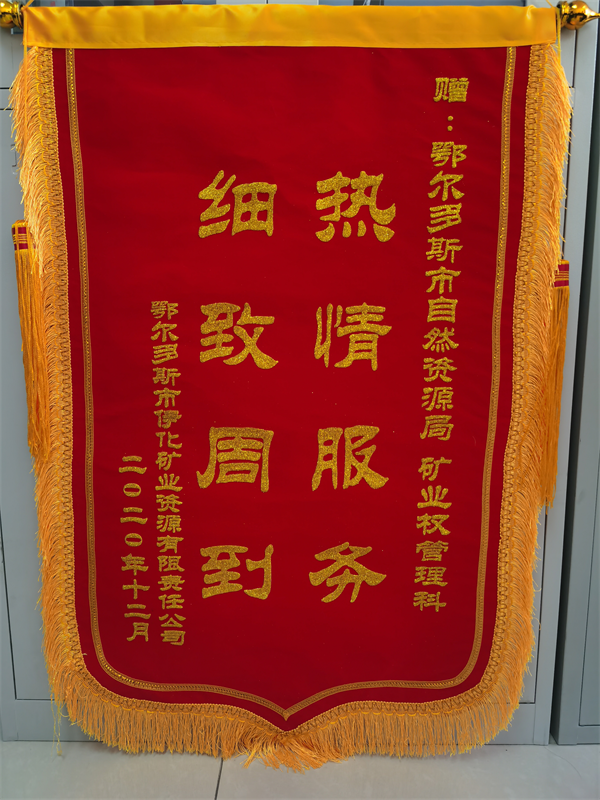 赠：鄂尔多斯市自然资源局 矿业权管理科
热情服务
细致周到
鄂尔多斯市伊化矿业资源有限责任公司
二〇二〇年十二月